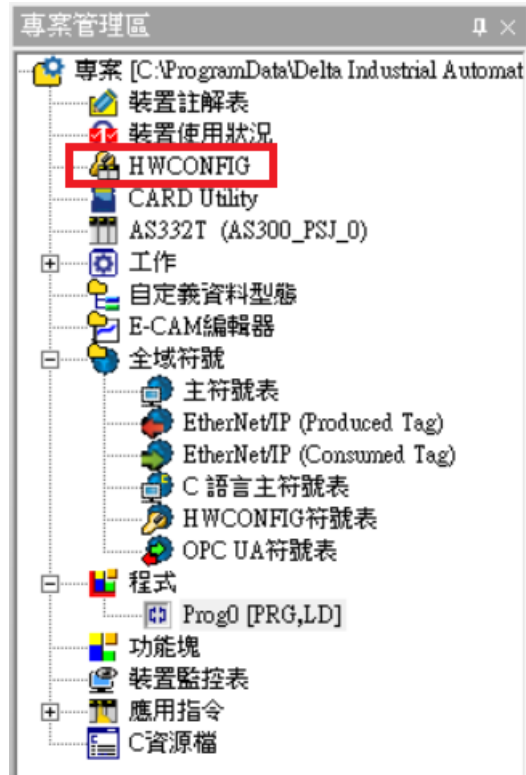 專案管理區
專案 [C:\ProgramData\Delta Industrial Automat
裝置註解表
裝置使用狀況
HWCONFIG
CARD Utility
AS332T (AS300_PSJ_0)
工作
自定義資料型態
E-CAM編輯器
全域符號
主符號表
EtherNet/IP (Produced Tag)
EtherNet/IP (Consumed Tag)
C 語言主符號表
HWCONFIG符號表
OPC UA符號表
程式
Prog0 [PRG,LD]
功能塊
裝置監控表
應用指令
C資源檔